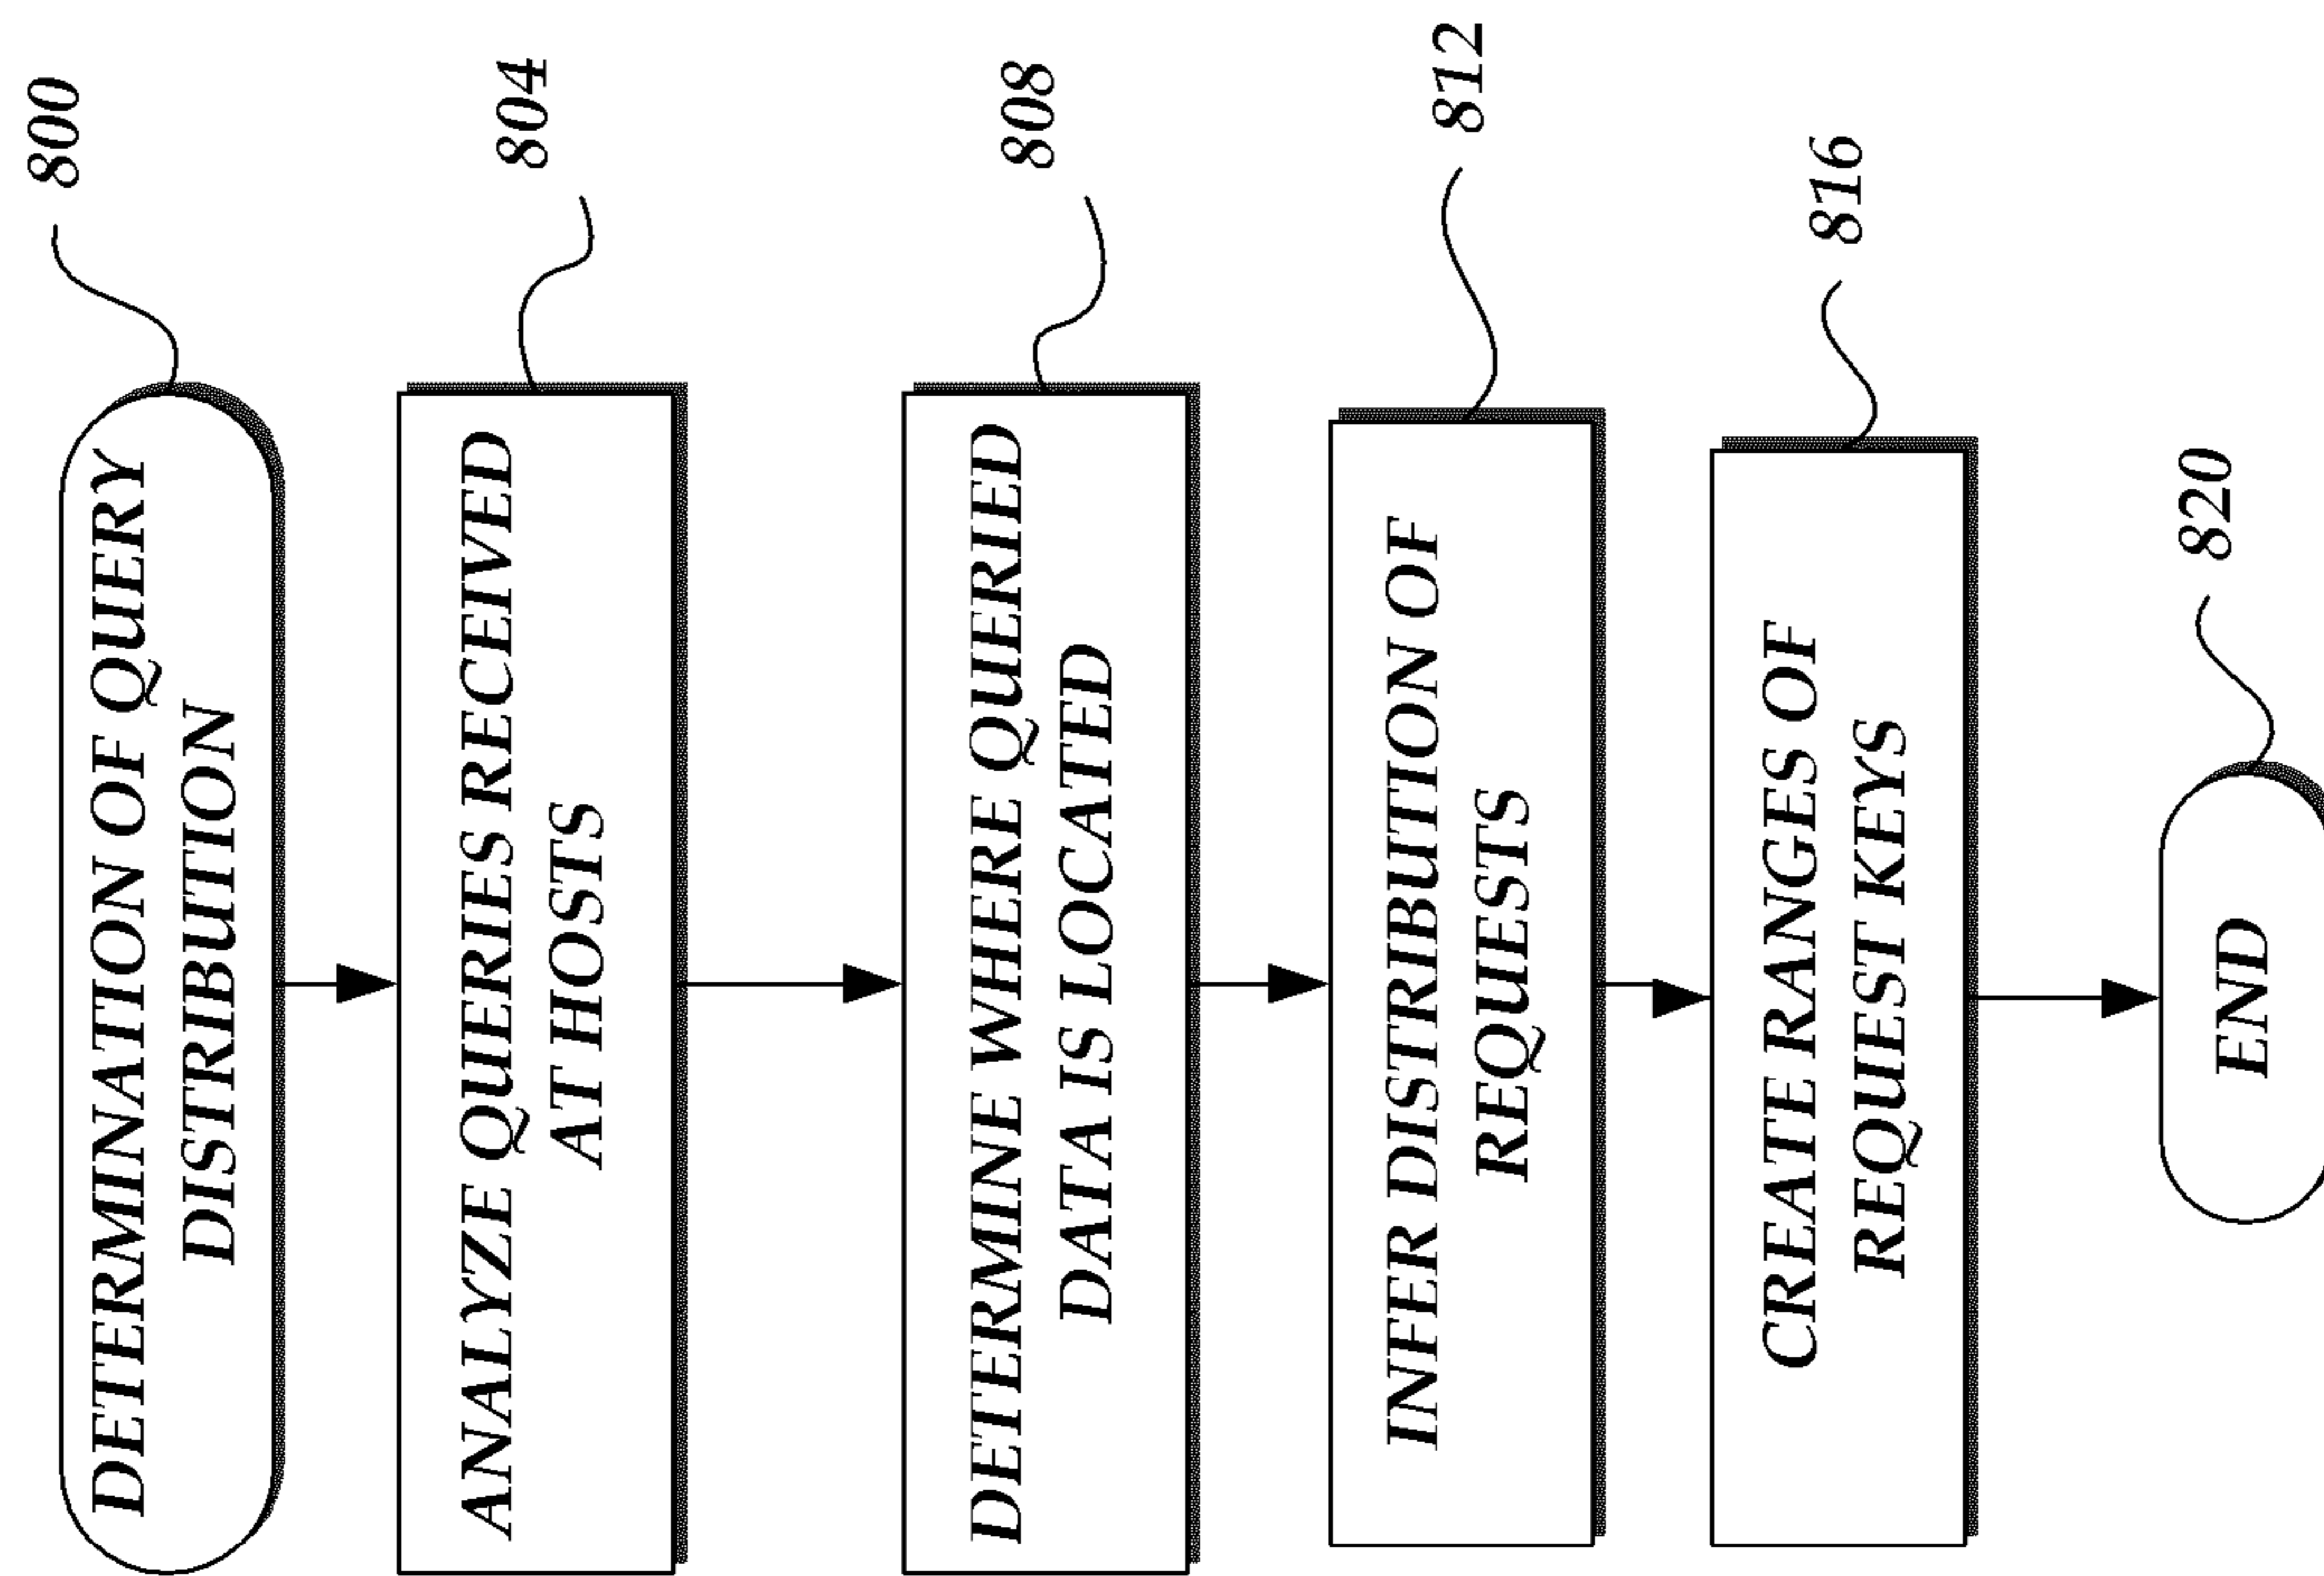 800
DETERMINATION OF QUERY
DISTRIBUTION
804
ANALYZE QUERIES RECEIVED
AT HOSTS
808
DETERMINE WHERE QUERIED
DATA IS LOCATED
812
INFER DISTRIBUTION OF
REQUESTS
816
CREATE RANGES OF
REQUEST KEYS
820
END